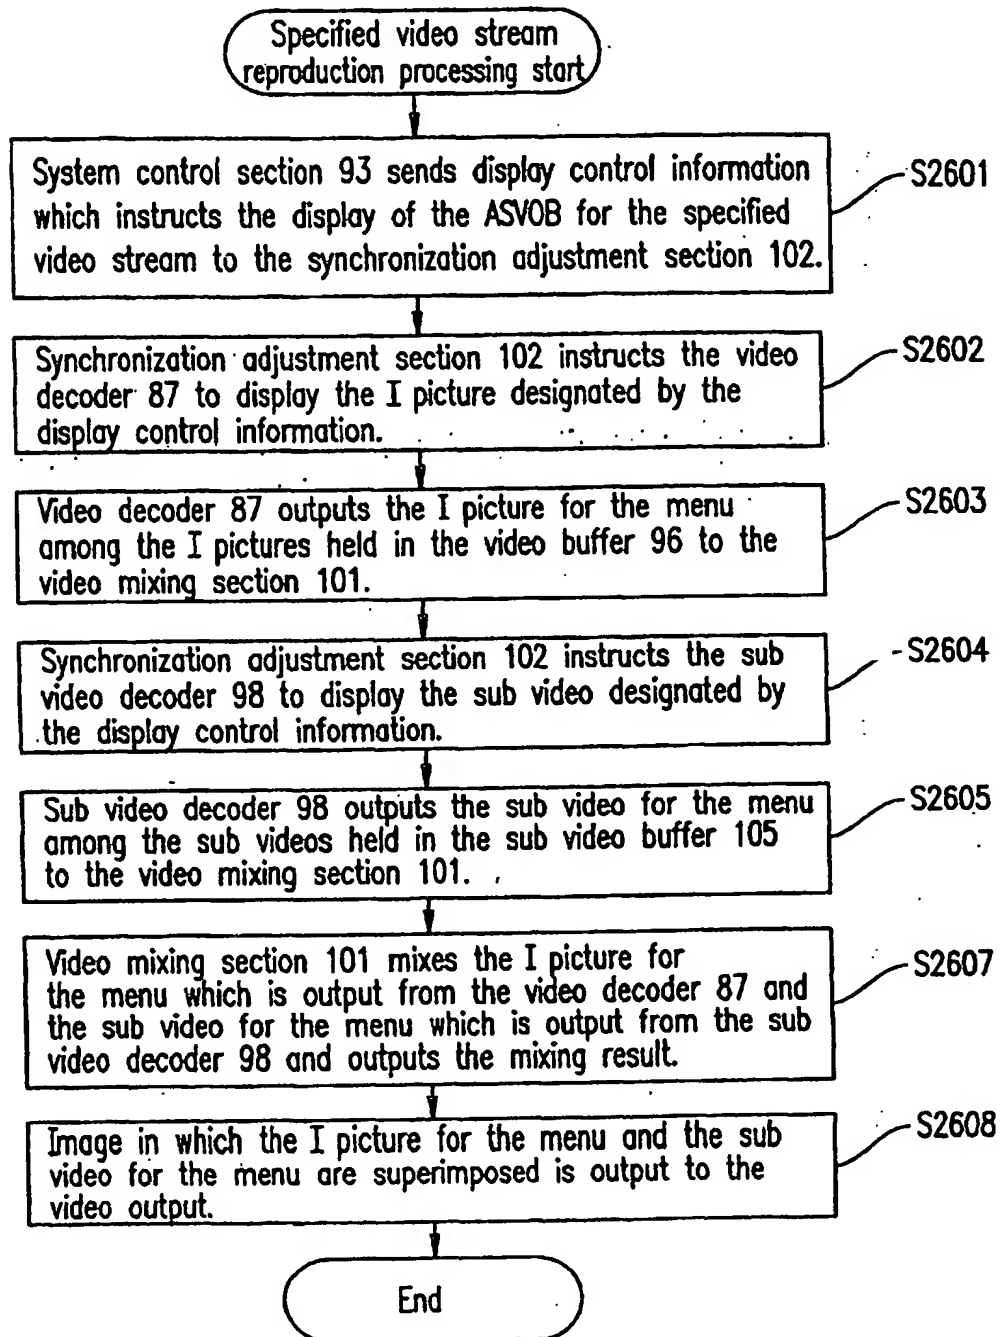 Specified video stream
reproduction processing start
System control section 93 sends display control information
which instructs the display of the ASVOB for the specified
video stream to the synchronization adjustment section 102.
S2601
Synchronization adjustment section 102 instructs the video
decoder 87 to display the I picture designated by the
display control information.
S2602
Video decoder 87 outputs the I picture for the menu
among the I pictures held in the video buffer 96 to the
video mixing section 101.
S2603
Synchronization adjustment section 102 instructs the sub
video decoder 98 to display the sub video designated by
the display control information.
S2604
Sub video decoder 98 outputs the sub video for the menu
among the sub videos held in the sub video buffer 105
to the video mixing section 101.
S2605
Video mixing section 101 mixes the I picture for
the menu which is output from the video decoder 87 and
the sub video for the menu which is output from the sub
video decoder 98 and outputs the mixing result.
S2607
Image in which the I picture for the menu and the sub
video for the menu are superimposed is output to the
video output.
S2608
End